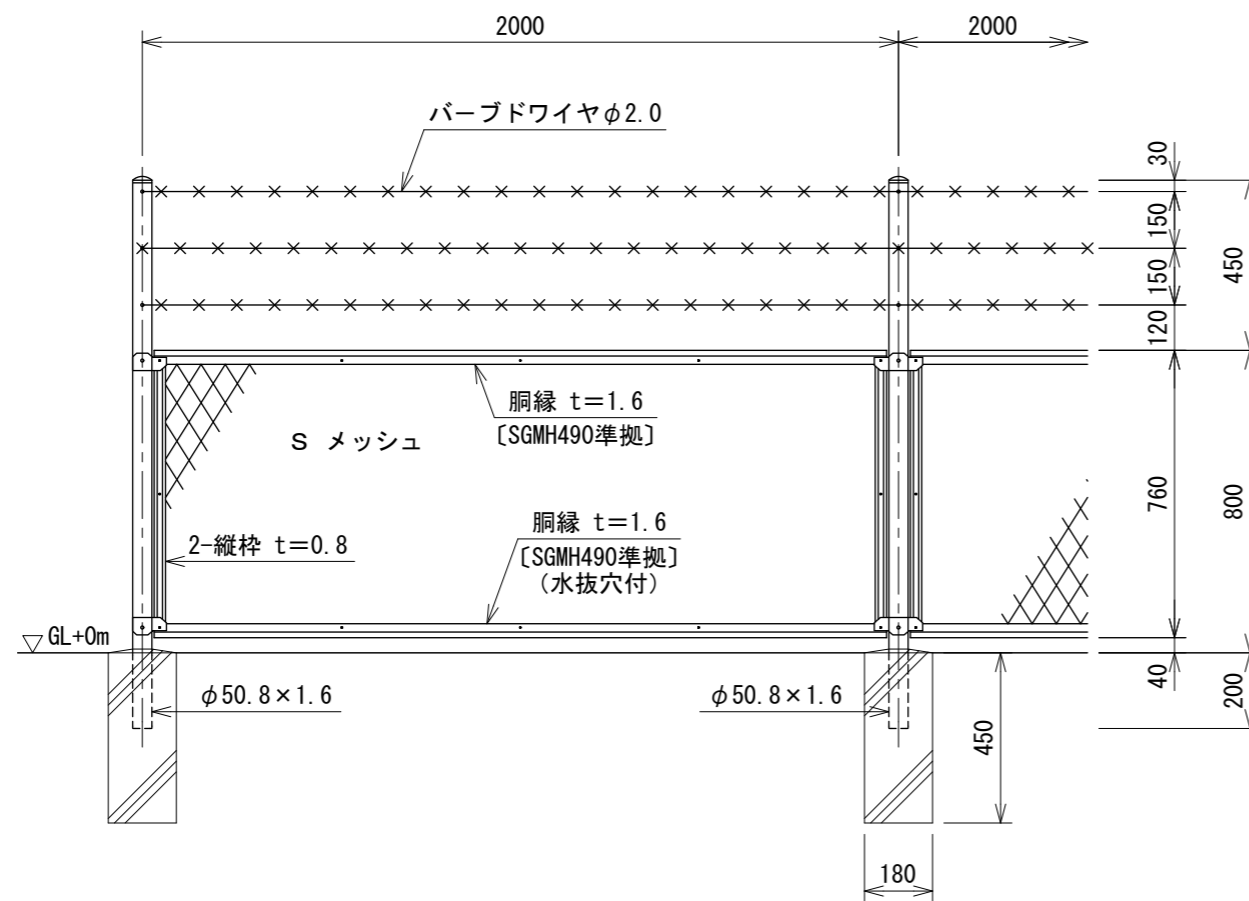 2000
2000
バーブドワイヤφ2.0
30
150
450
150
120
胴縁 t=1.6
〔SGMH490準拠〕
S メッシュ
760
800
胴縁 t=1.6
2-縦枠 t=0.8
〔SGMH490準拠〕
(水抜穴付)
▽GL+0m
40
φ50.8×1.6
φ50.8×1.6
200
450
180